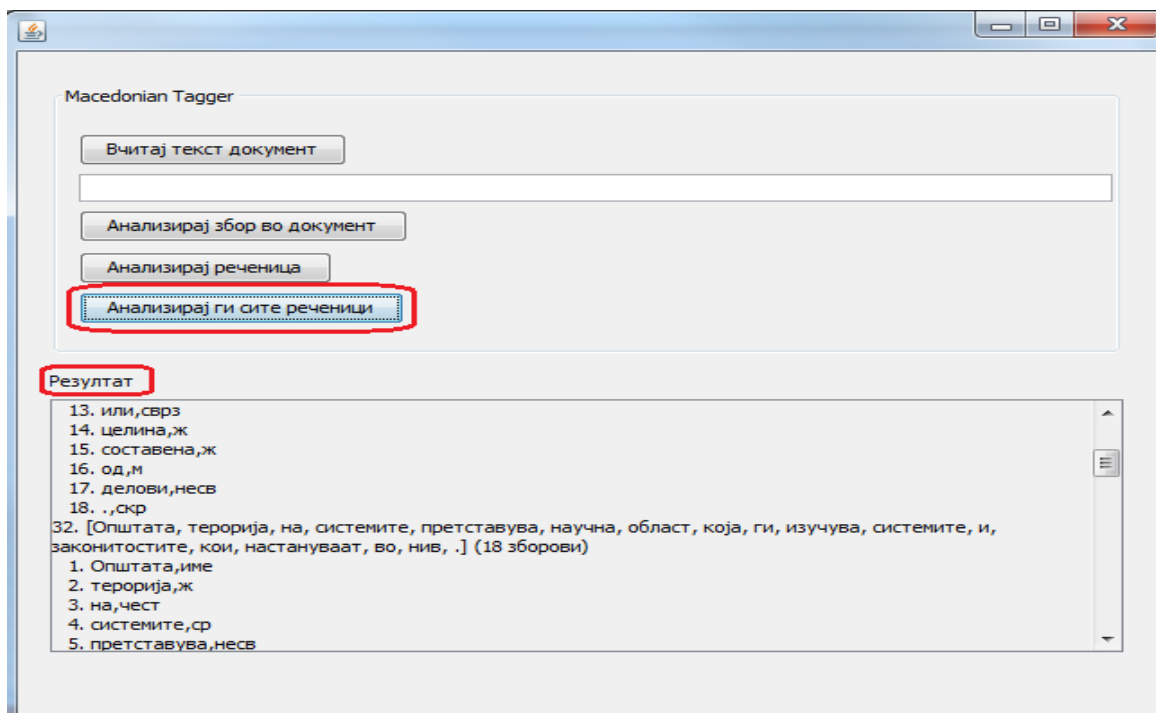 Macedonian Tagger
Вчитај текст документ
Анализирај збор во документ
Анализирај реченица
Анализирај ги сите реченици
Резултат
13. или,сврз
14. целина,ж
15. составена,ж
16. од,м
17. делови,несв
18. .,скр
32. [Општата, терорија, на, системите, претставува, научна, област, која, ги, изучува, системите, и,
законитостите, кои, настануваат, во, нив, .] (18 зборови)
1. Општата,име
2. терорија,ж
3. на,чест
4. системите,ср
5. претставува,несв